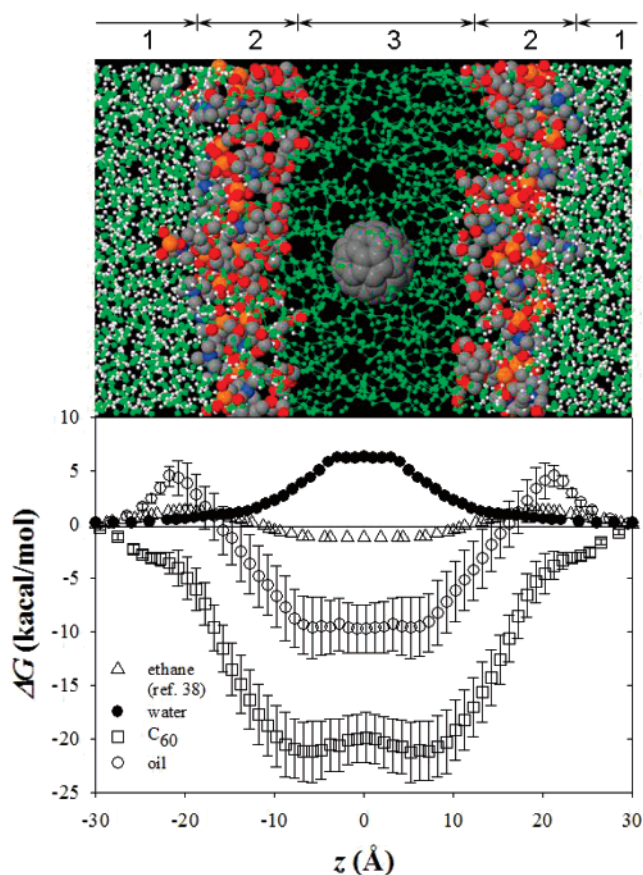 1 2 3 2 1
10
5
0
-5
-10
-15
-20
-25
ΔG (kacal/mol)
ethane
(ref. 38)
water
C60
oil
-30 -20 -10 0 10 20 30
z (Å)